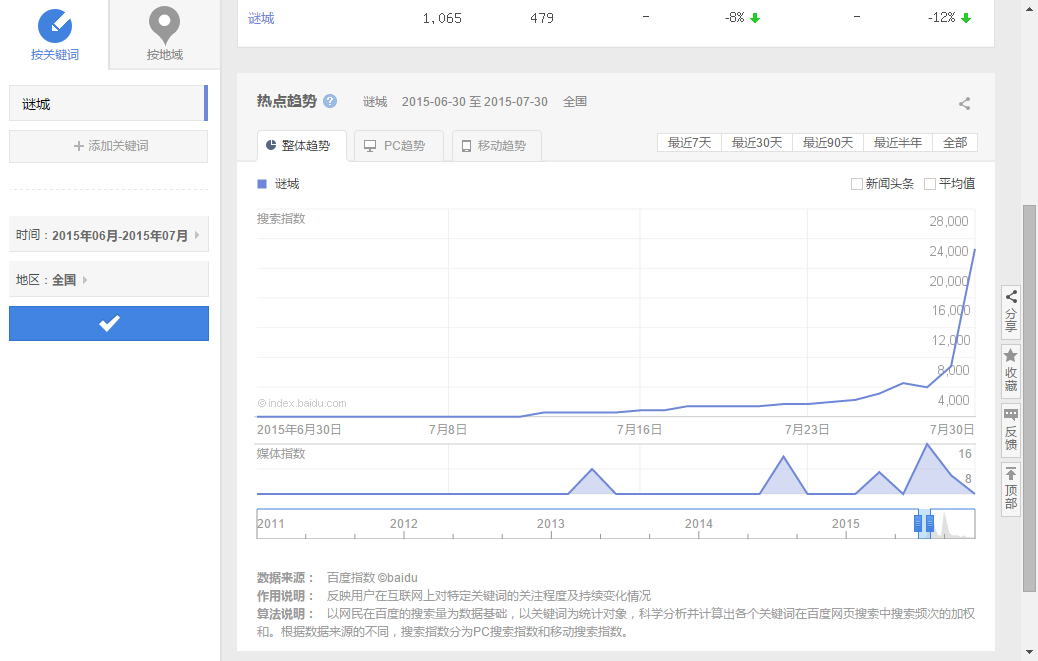 按关键词
按地域
谜城
+ 添加关键词
时间：2015年06月-2015年07月
地区：全国
谜城 1,065 479 - -8% - -12%
热点趋势 ? 谜城 2015-06-30 至 2015-07-30 全国
整体趋势 PC趋势 移动趋势
最近7天 最近30天 最近90天 最近半年 全部
谜城
新闻头条 平均值
搜索指数
28,000
24,000
20,000
16,000
12,000
8,000
4,000
©index.baidu.com
2015年6月30日 7月8日 7月16日 7月23日 7月30日
媒体指数
16
8
2011 2012 2013 2014 2015
数据来源： 百度指数 ©baidu
作用说明： 反映用户在互联网上对特定关键词的关注程度及持续变化情况
算法说明： 以网民在百度的搜索量为数据基础，以关键词为统计对象，科学分析并计算出各个关键词在百度网页搜索中搜索频次的加权
和。根据数据来源的不同，搜索指数分为PC搜索指数和移动搜索指数。
分享
收藏
反馈
顶部